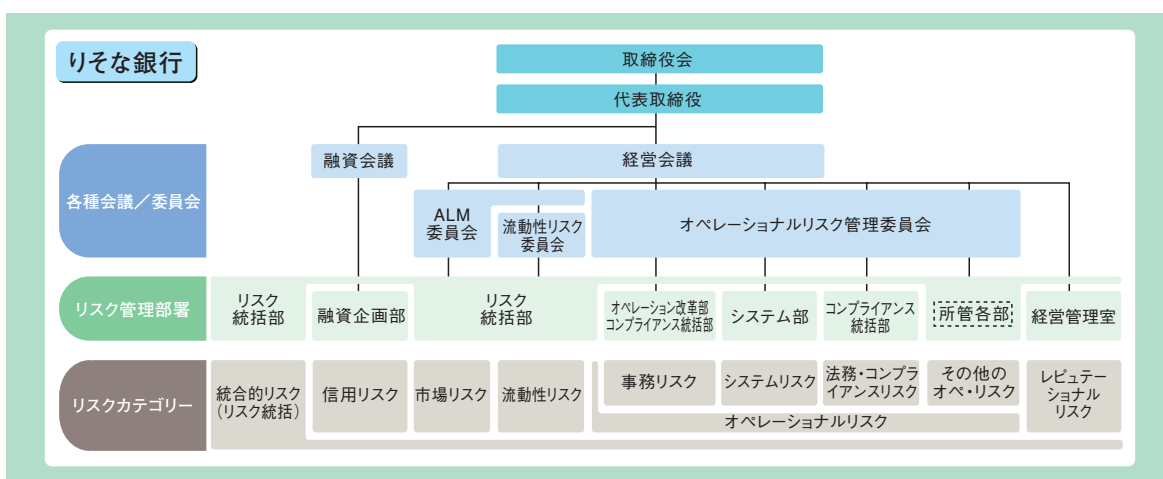 りそな銀行
取締役会
代表取締役
各種会議／委員会
融資会議
経営会議
ALM
委員会
流動性リスク
委員会
オペレーショナルリスク管理委員会
リスク管理部署
リスク
統括部
融資企画部
リスク
統括部
オペレーション改革部
コンプライアンス統括部
システム部
コンプライアンス
統括部
所管各部
経営管理室
リスクカテゴリー
統合的リスク
（リスク統括）
信用リスク
市場リスク
流動性リスク
事務リスク
システムリスク
法務・コンプラ
イアンスリスク
その他の
オペ・リスク
オペレーショナルリスク
レピュテー
ショナル
リスク